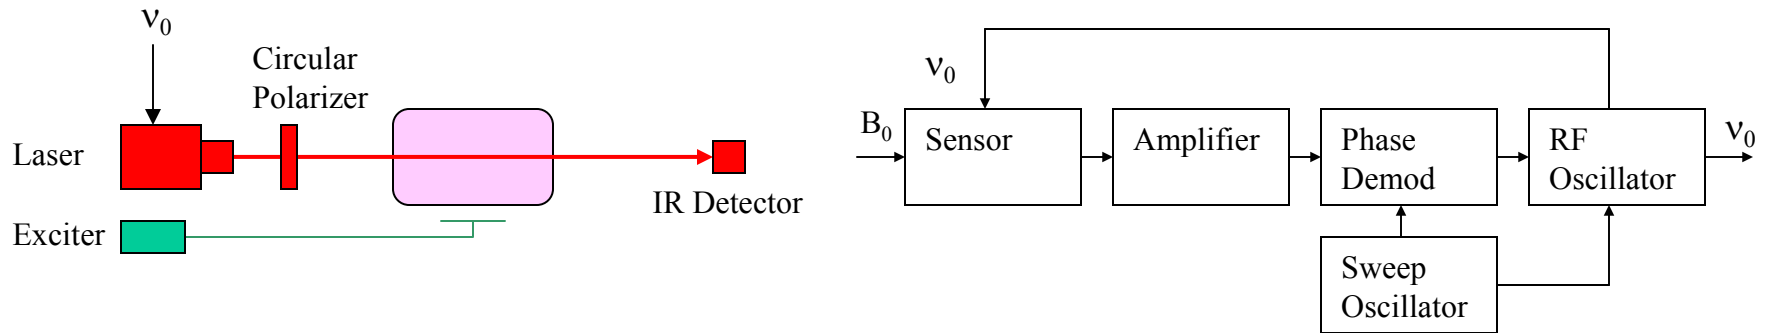 ν₀
Circular
Polarizer
Laser
IR Detector
Exciter
ν₀
B₀
Sensor
Amplifier
Phase
Demod
RF
Oscillator
ν₀
Sweep
Oscillator